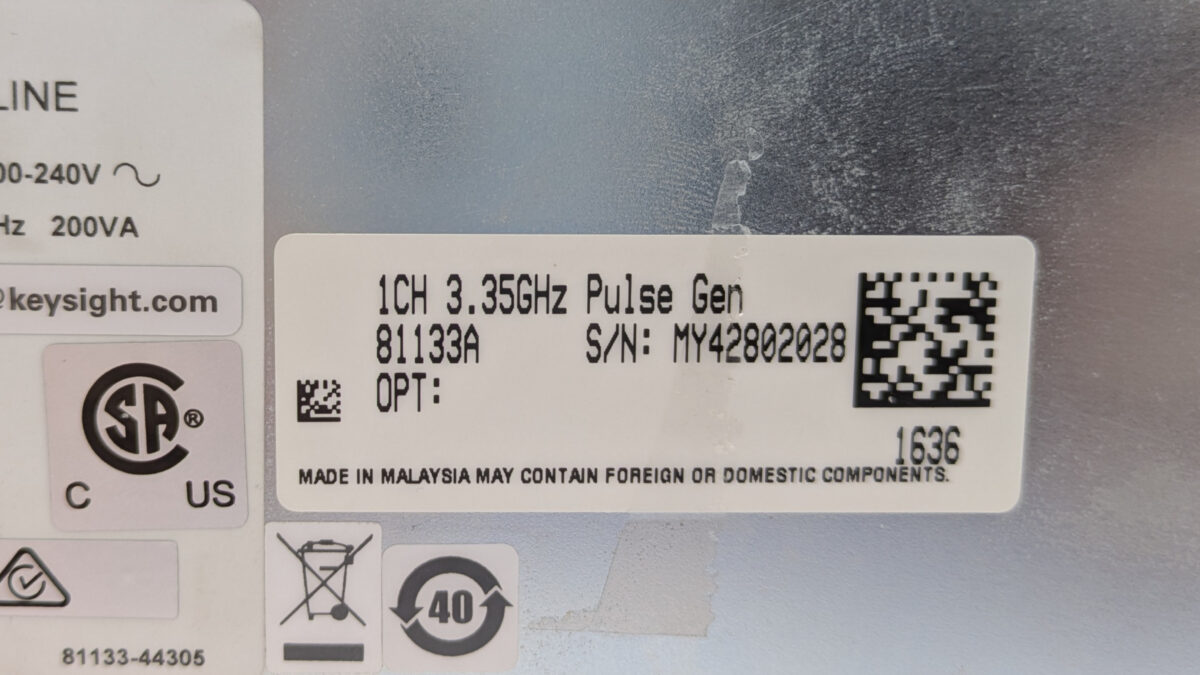 LINE
00-240V
Hz 200VA
@keysight.com
SA®
C US
81133-44305
1CH 3.35GHz Pulse Gen
81133A S/N: MY42802028
OPT:
1636
MADE IN MALAYSIA MAY CONTAIN FOREIGN OR DOMESTIC COMPONENTS.
40